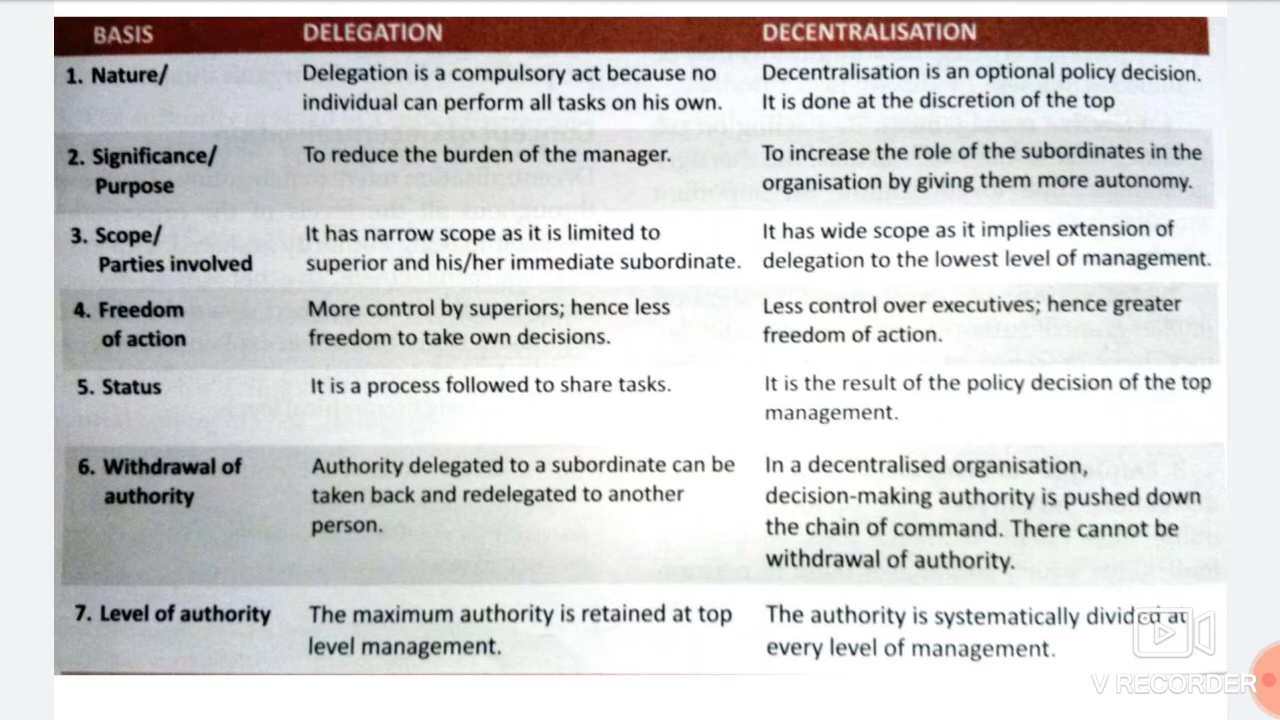 BASIS DELEGATION DECENTRALISATION
1. Nature/ Delegation is a compulsory act because no Decentralisation is an optional policy decision.
individual can perform all tasks on his own. It is done at the discretion of the top
2. Significance/ To reduce the burden of the manager. To increase the role of the subordinates in the
Purpose organisation by giving them more autonomy.
3. Scope/ It has narrow scope as it is limited to It has wide scope as it implies extension of
Parties involved superior and his/her immediate subordinate. delegation to the lowest level of management.
4. Freedom More control by superiors; hence less Less control over executives; hence greater
of action freedom to take own decisions. freedom of action.
5. Status It is a process followed to share tasks. It is the result of the policy decision of the top
management.
6. Withdrawal of Authority delegated to a subordinate can be In a decentralised organisation,
authority taken back and redelegated to another decision-making authority is pushed down
person. the chain of command. There cannot be
withdrawal of authority.
7. Level of authority The maximum authority is retained at top The authority is systematically divided at
level management. every level of management.
V RECORDER